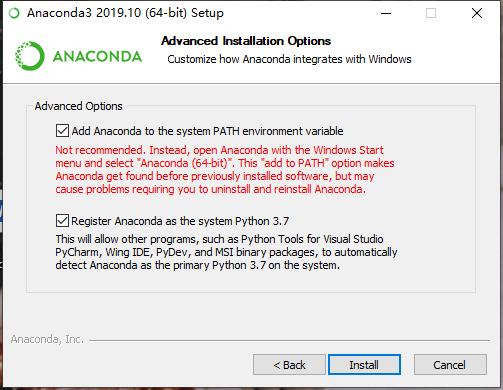 Anaconda3 2019.10 (64-bit) Setup
Advanced Installation Options
Customize how Anaconda integrates with Windows
ANACONDA
Advanced Options
Add Anaconda to the system PATH environment variable
Not recommended. Instead, open Anaconda with the Windows Start
menu and select "Anaconda (64-bit)". This "add to PATH" option makes
Anaconda get found before previously installed software, but may
cause problems requiring you to uninstall and reinstall Anaconda.
Register Anaconda as the system Python 3.7
This will allow other programs, such as Python Tools for Visual Studio
PyCharm, Wing IDE, PyDev, and MSI binary packages, to automatically
detect Anaconda as the primary Python 3.7 on the system.
Anaconda, Inc.
< Back
Install
Cancel